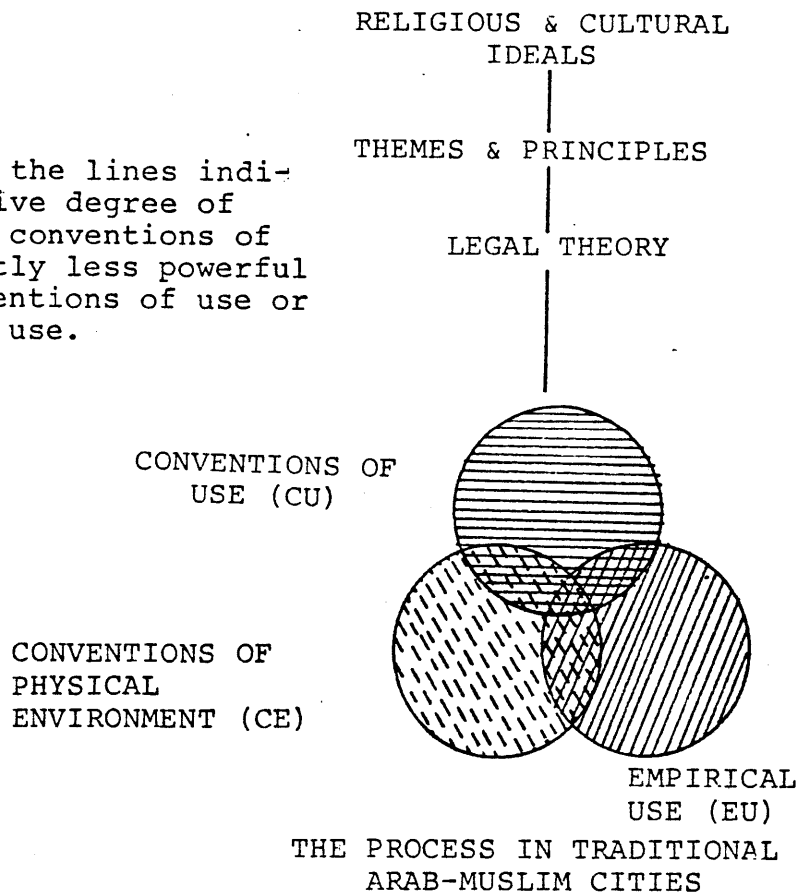 RELIGIOUS & CULTURAL
IDEALS
THEMES & PRINCIPLES
LEGAL THEORY
the lines indi-
ive degree of
conventions of
tly less powerful
entions of use or
use.
CONVENTIONS OF
USE (CU)
CONVENTIONS OF
PHYSICAL
ENVIRONMENT (CE)
EMPIRICAL
USE (EU)
THE PROCESS IN TRADITIONAL
ARAB-MUSLIM CITIES